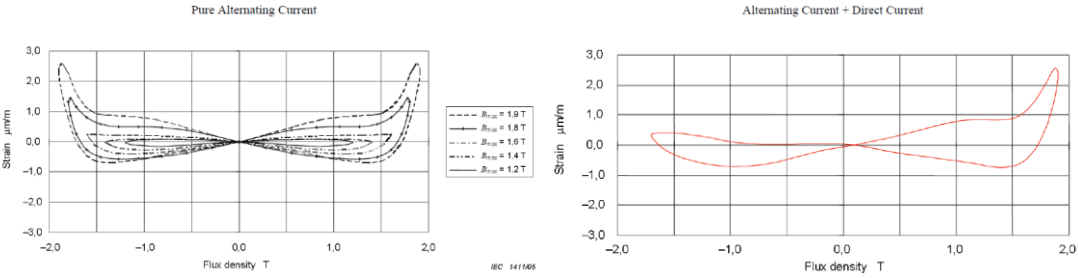 Pure Alternating Current
3,0
2,0
1,0
0,0
–1,0
–2,0
–3,0
Strain µm/m
–2,0 –1,0 0,0 1,0 2,0
Flux density T
Bmax = 1,9 T
Bmax = 1,8 T
Bmax = 1,6 T
Bmax = 1,4 T
Bmax = 1,2 T
IEC 1411/05
Alternating Current + Direct Current
3,0
2,0
1,0
0,0
–1,0
–2,0
–3,0
Strain µm/m
–2,0 –1,0 0,0 1,0 2,0
Flux density T